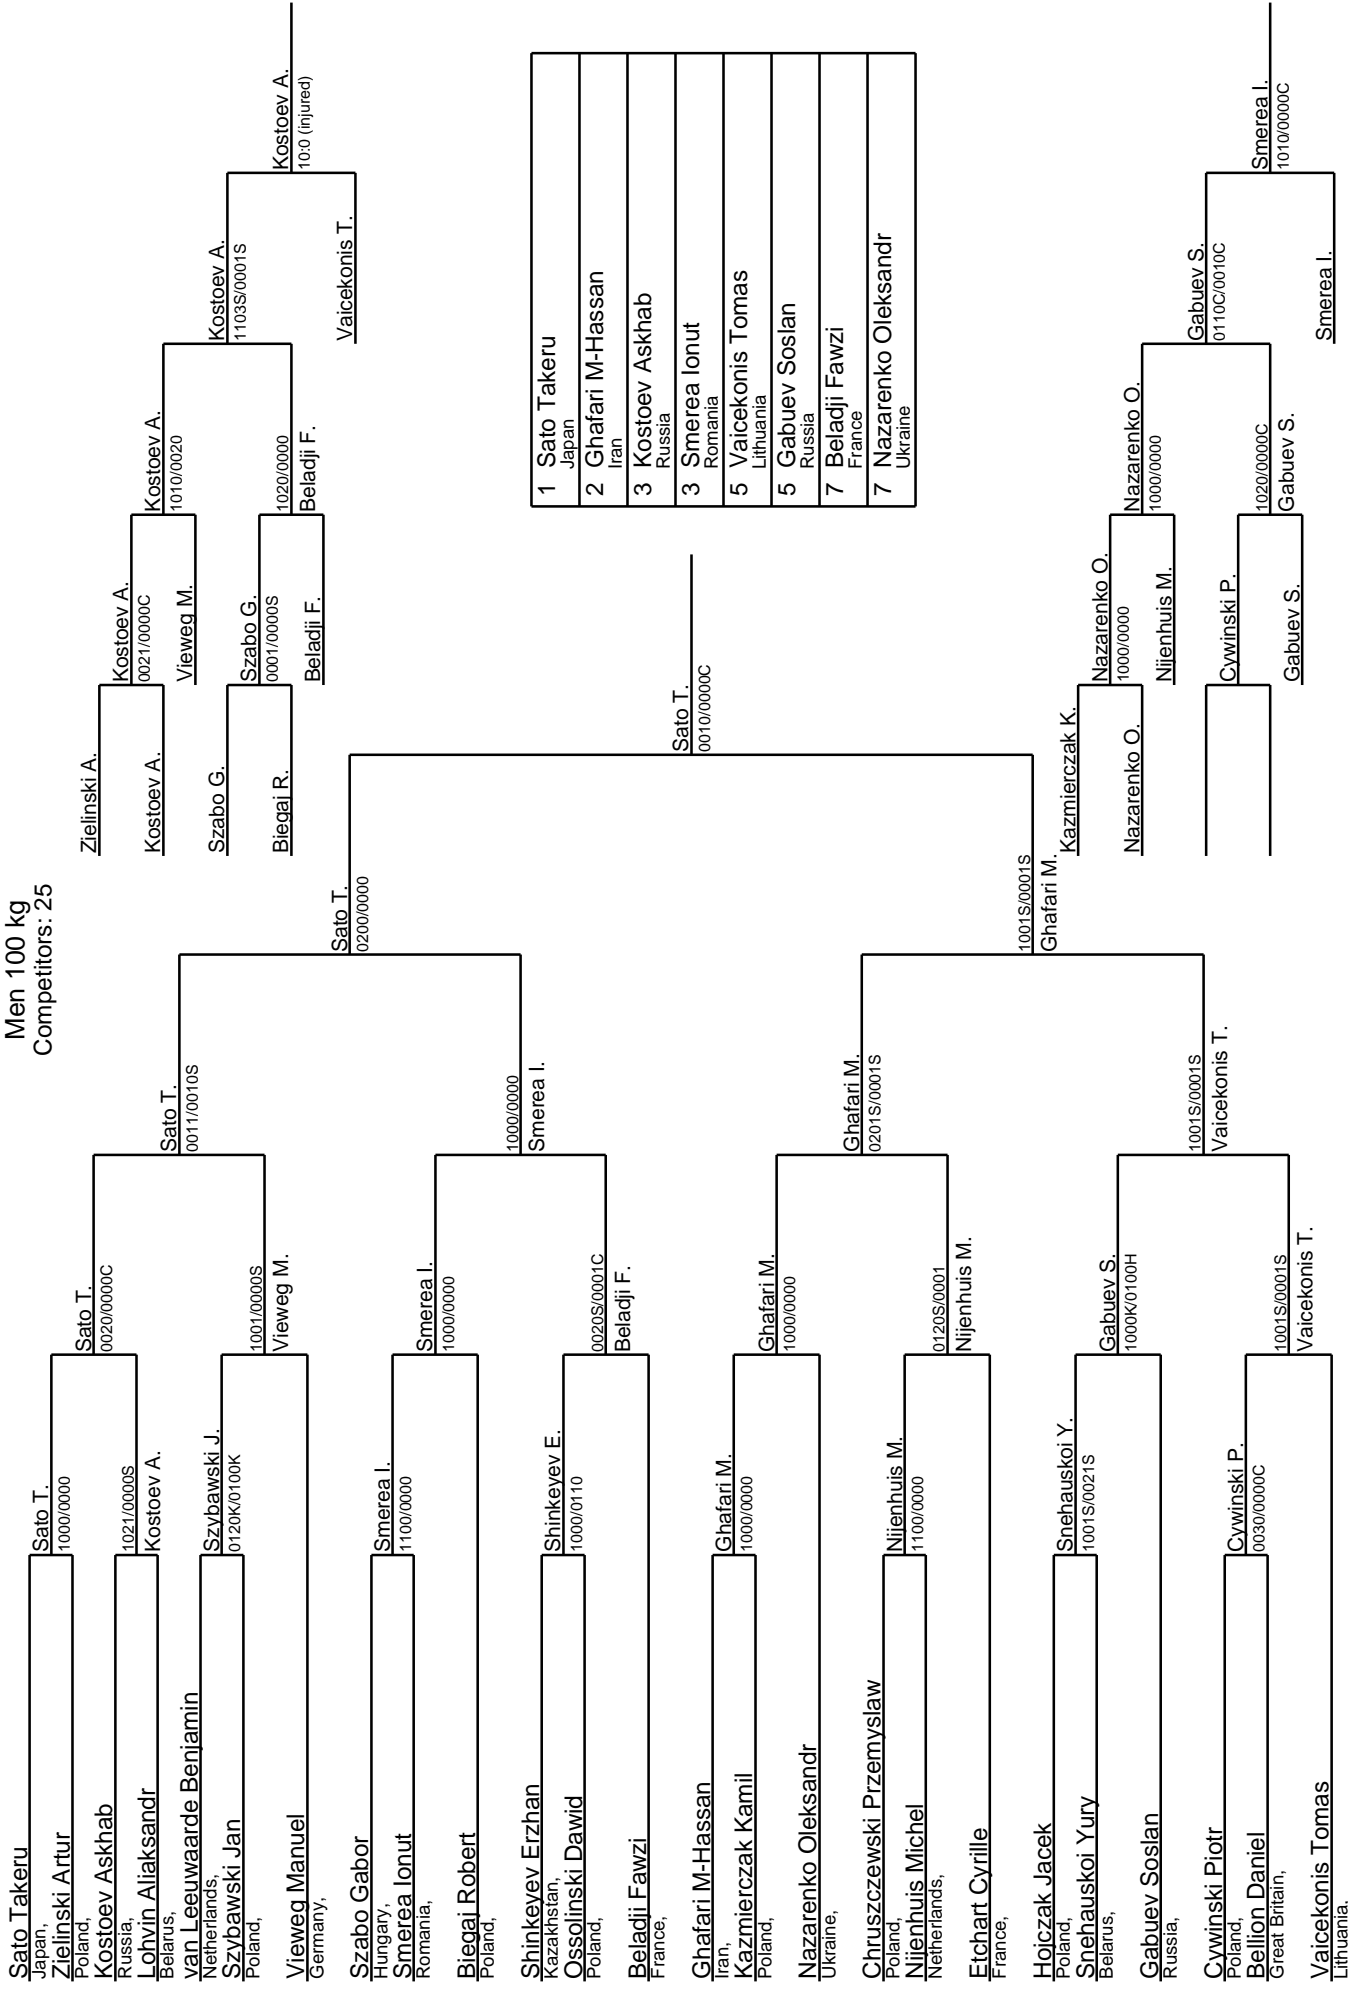 Men 100 kg
Competitors: 25
Sato Takeru
Japan,
Zielinski Artur
Poland,
Kostoev Askhab
Russia,
Lohvin Aliaksandr
Belarus,
van Leeuwaarde Benjamin
Netherlands,
Szybawski Jan
Poland,
Vieweg Manuel
Germany,
Szabo Gabor
Hungary,
Smerea Ionut
Romania,
Biegaj Robert
Poland,
Shinkeyev Erzhan
Kazakhstan,
Ossolinski Dawid
Poland,
Beladji Fawzi
France,
Ghafari M-Hassan
Iran,
Kazmierczak Kamil
Poland,
Nazarenko Oleksandr
Ukraine,
Chruszczewski Przemyslaw
Poland,
Nijenhuis Michel
Netherlands,
Etchart Cyrille
France,
Hojczak Jacek
Poland,
Snehauskoi Yury
Belarus,
Gabuev Soslan
Russia,
Cywinski Piotr
Poland,
Bellion Daniel
Great Britain,
Vaicekonis Tomas
Lithuania.
Sato T.
1000/0000
1021/0000S
Kostoev A.
Szybawski J.
0120K/0100K
Smerea I.
1100/0000
Shinkeyev E.
1000/0110
Ghafari M.
1000/0000
Nijenhuis M.
1100/0000
Snehauskoi Y.
1001S/0021S
Cywinski P.
0030/0000C
Sato T.
0020/0000C
1001/0000S
Vieweg M.
Smerea I.
1000/0000
0020S/0001C
Beladji F.
Ghafari M.
1000/0000
0120S/0001
Nijenhuis M.
Gabuev S.
1000K/0100H
1001S/0001S
Vaicekonis T.
Sato T.
0011/0010S
1000/0000
Smerea I.
Ghafari M.
0201S/0001S
1001S/0001S
Vaicekonis T.
Sato T.
0200/0000
1001S/0001S
Ghafari M.
Sato T.
0010/0000C
Zielinski A.
Kostoev A.
Szabo G.
Biegaj R.
Kostoev A.
0021/0000C
Vieweg M.
Szabo G.
0001/0000S
Beladji F.
Kostoev A.
1010/0020
1020/0000
Beladji F.
Kostoev A.
1103S/0001S
Vaicekonis T.
Kostoev A.
10:0 (injured)
1 Sato Takeru
Japan
2 Ghafari M-Hassan
Iran
3 Kostoev Askhab
Russia
3 Smerea Ionut
Romania
5 Vaicekonis Tomas
Lithuania
5 Gabuev Soslan
Russia
7 Beladji Fawzi
France
7 Nazarenko Oleksandr
Ukraine
Kazmierczak K.
Nazarenko O.
Nazarenko O.
1000/0000
Nijenhuis M.
Cywinski P.
Gabuev S.
Nazarenko O.
1000/0000
1020/0000C
Gabuev S.
Gabuev S.
0110C/0010C
Smerea I.
Smerea I.
1010/0000C